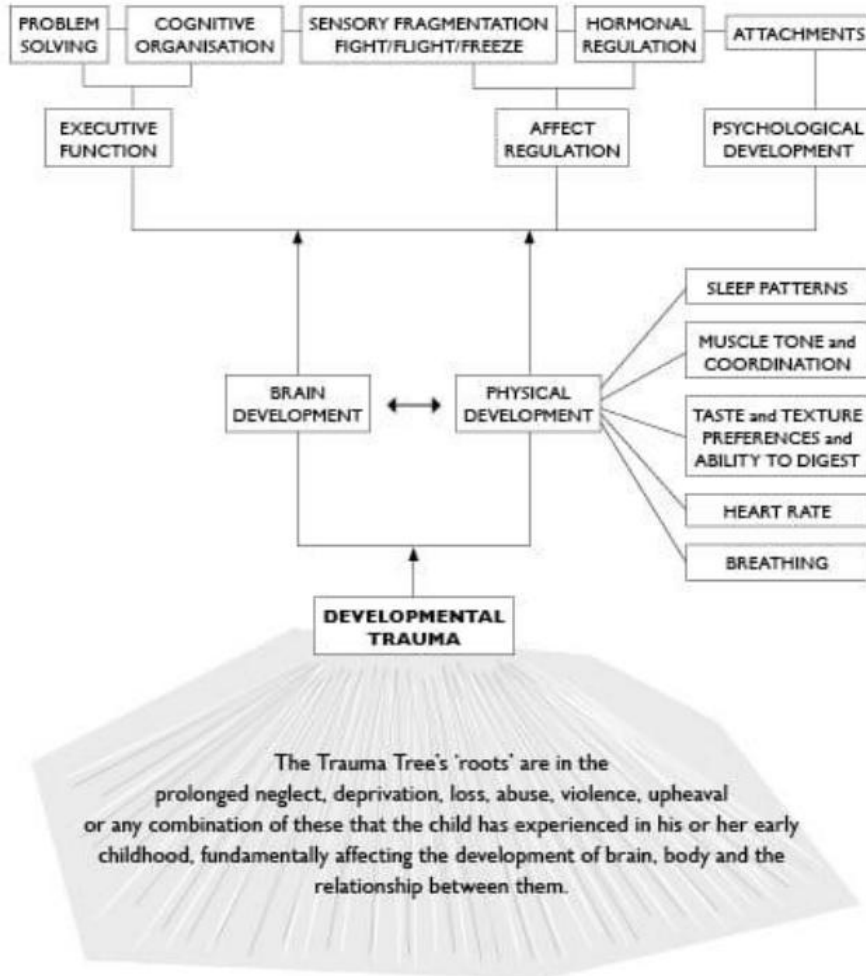 PROBLEM
SOLVING
COGNITIVE
ORGANISATION
SENSORY FRAGMENTATION
FIGHT/FLIGHT/FREEZE
HORMONAL
REGULATION
ATTACHMENTS
EXECUTIVE
FUNCTION
AFFECT
REGULATION
PSYCHOLOGICAL
DEVELOPMENT
SLEEP PATTERNS
MUSCLE TONE and
COORDINATION
BRAIN
DEVELOPMENT
PHYSICAL
DEVELOPMENT
TASTE and TEXTURE
PREFERENCES and
ABILITY TO DIGEST
HEART RATE
BREATHING
DEVELOPMENTAL
TRAUMA
The Trauma Tree's 'roots' are in the
prolonged neglect, deprivation, loss, abuse, violence, upheaval
or any combination of these that the child has experienced in his or her early
childhood, fundamentally affecting the development of brain, body and the
relationship between them.